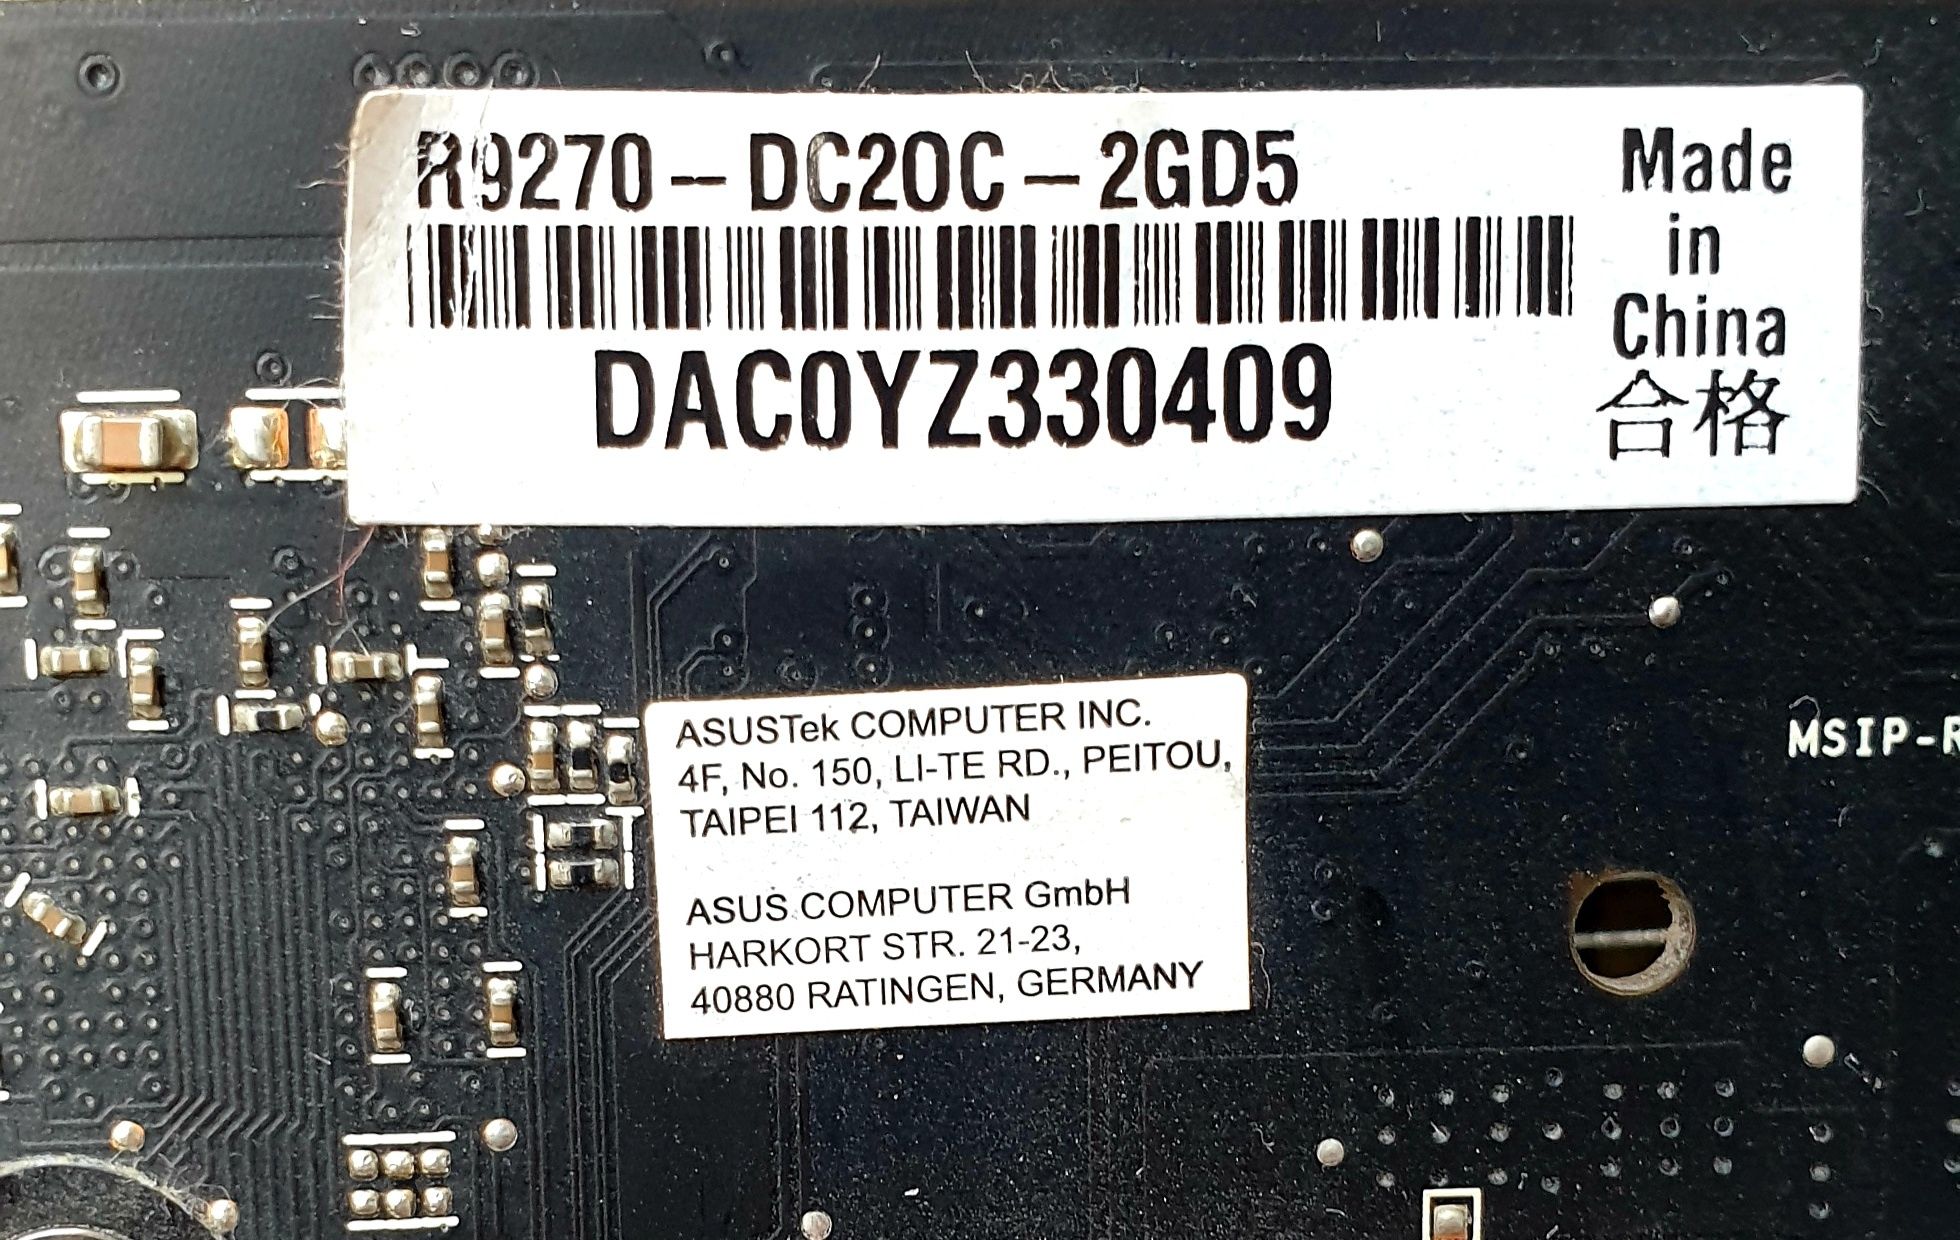 R9270-DC2OC-2GD5
DAC0YZ330409
Made
in
China
合格
ASUSTek COMPUTER INC.
4F, No. 150, LI-TE RD., PEITOU,
TAIPEI 112, TAIWAN
ASUS COMPUTER GmbH
HARKORT STR. 21-23,
40880 RATINGEN, GERMANY
MSIP-R